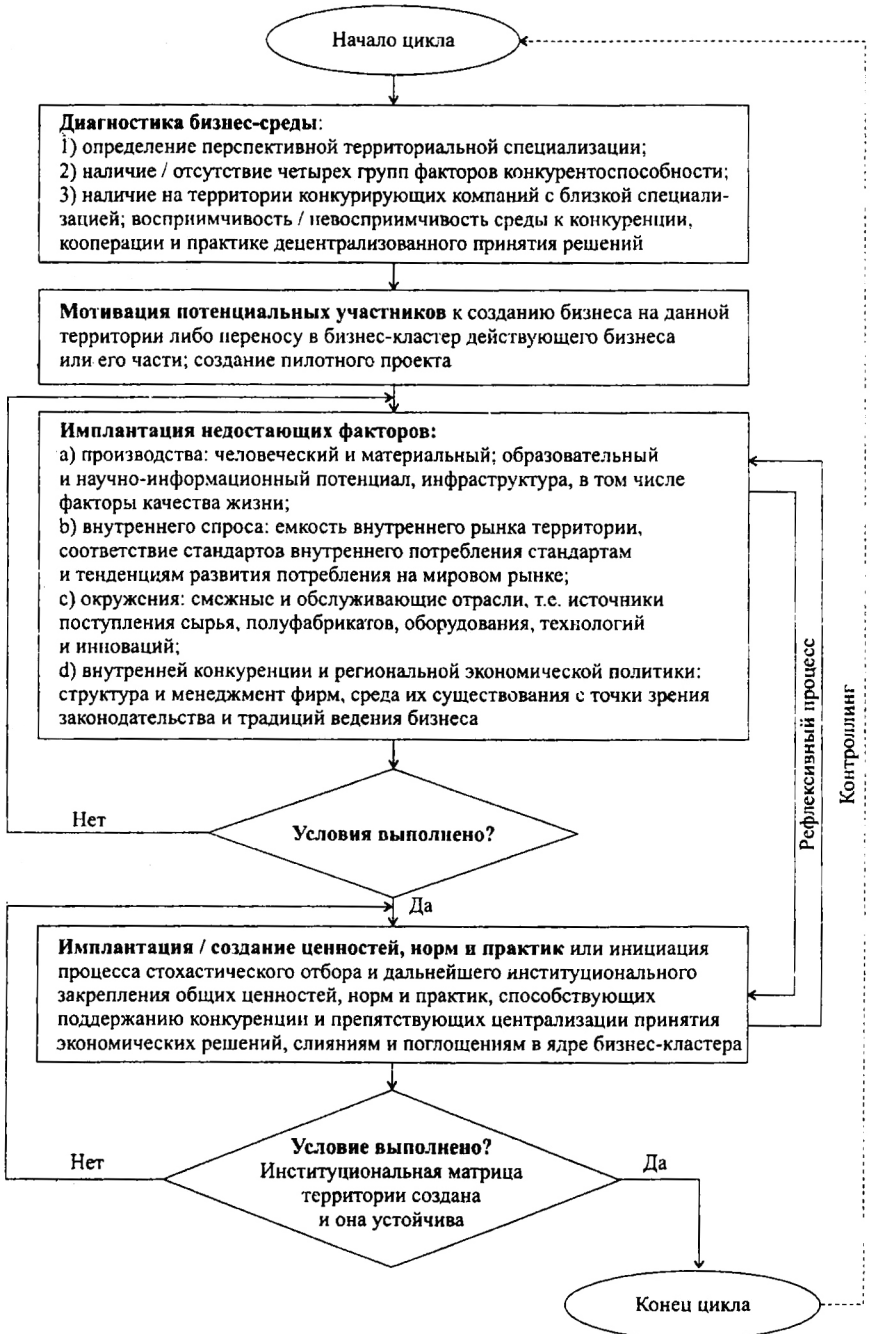 Начало цикла
Диагностика бизнес-среды:
1) определение перспективной территориальной специализации;
2) наличие / отсутствие четырех групп факторов конкурентоспособности;
3) наличие на территории конкурирующих компаний с близкой специали-
зацией; восприимчивость / невосприимчивость среды к конкуренции,
кооперации и практике децентрализованного принятия решений
Мотивация потенциальных участников к созданию бизнеса на данной
территории либо переносу в бизнес-кластер действующего бизнеса
или его части; создание пилотного проекта
Имплантация недостающих факторов:
a) производства: человеческий и материальный; образовательный
и научно-информационный потенциал, инфраструктура, в том числе
факторы качества жизни;
b) внутреннего спроса: емкость внутреннего рынка территории,
соответствие стандартов внутреннего потребления стандартам
и тенденциям развития потребления на мировом рынке;
c) окружения: смежные и обслуживающие отрасли, т.е. источники
поступления сырья, полуфабрикатов, оборудования, технологий
и инноваций;
d) внутренней конкуренции и региональной экономической политики:
структура и менеджмент фирм, среда их существования с точки зрения
законодательства и традиций ведения бизнеса
Рефлексивный процесс
Контроллинг
Нет
Условия выполнено?
Да
Имплантация / создание ценностей, норм и практик или инициация
процесса стохастического отбора и дальнейшего институционального
закрепления общих ценностей, норм и практик, способствующих
поддержанию конкуренции и препятствующих централизации принятия
экономических решений, слияниям и поглощениям в ядре бизнес-кластера
Нет
Условие выполнено?
Институциональная матрица
территории создана
и она устойчива
Да
Конец цикла